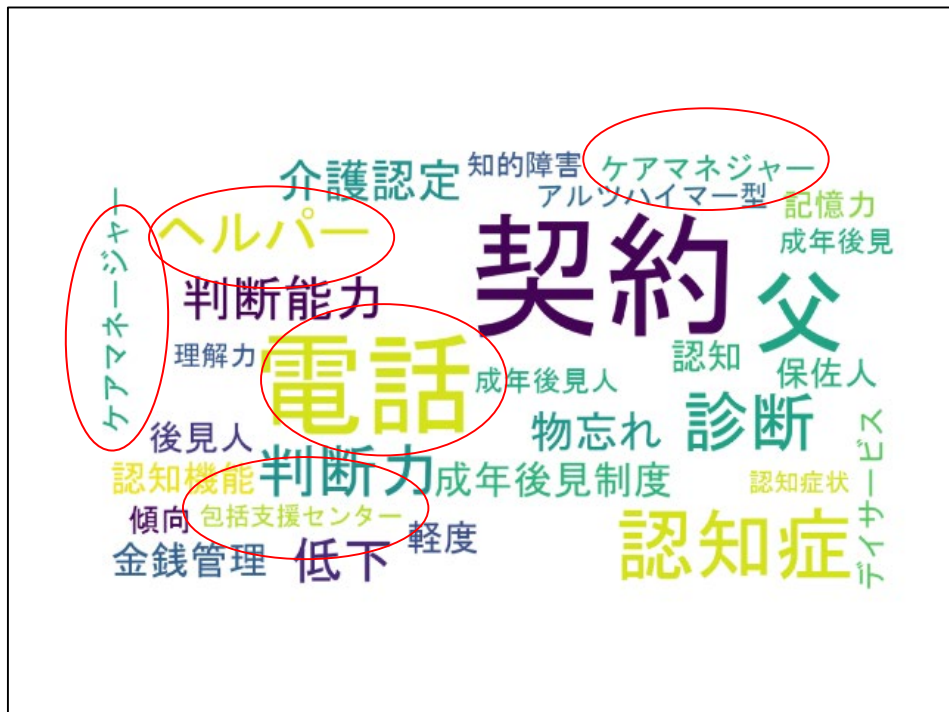 知的障害
ケアマネジャー
介護認定
アルツハイマー型
記憶力
ヘルパー
契約
成年後見
ケアマネージャー
判断能力
父
理解力
電話
認知
成年後見人
保佐人
後見人
物忘れ
診断
認知機能
判断力
成年後見制度
認知症状
デイサービス
傾向
包括支援センター
軽度
認知症
金銭管理
低下